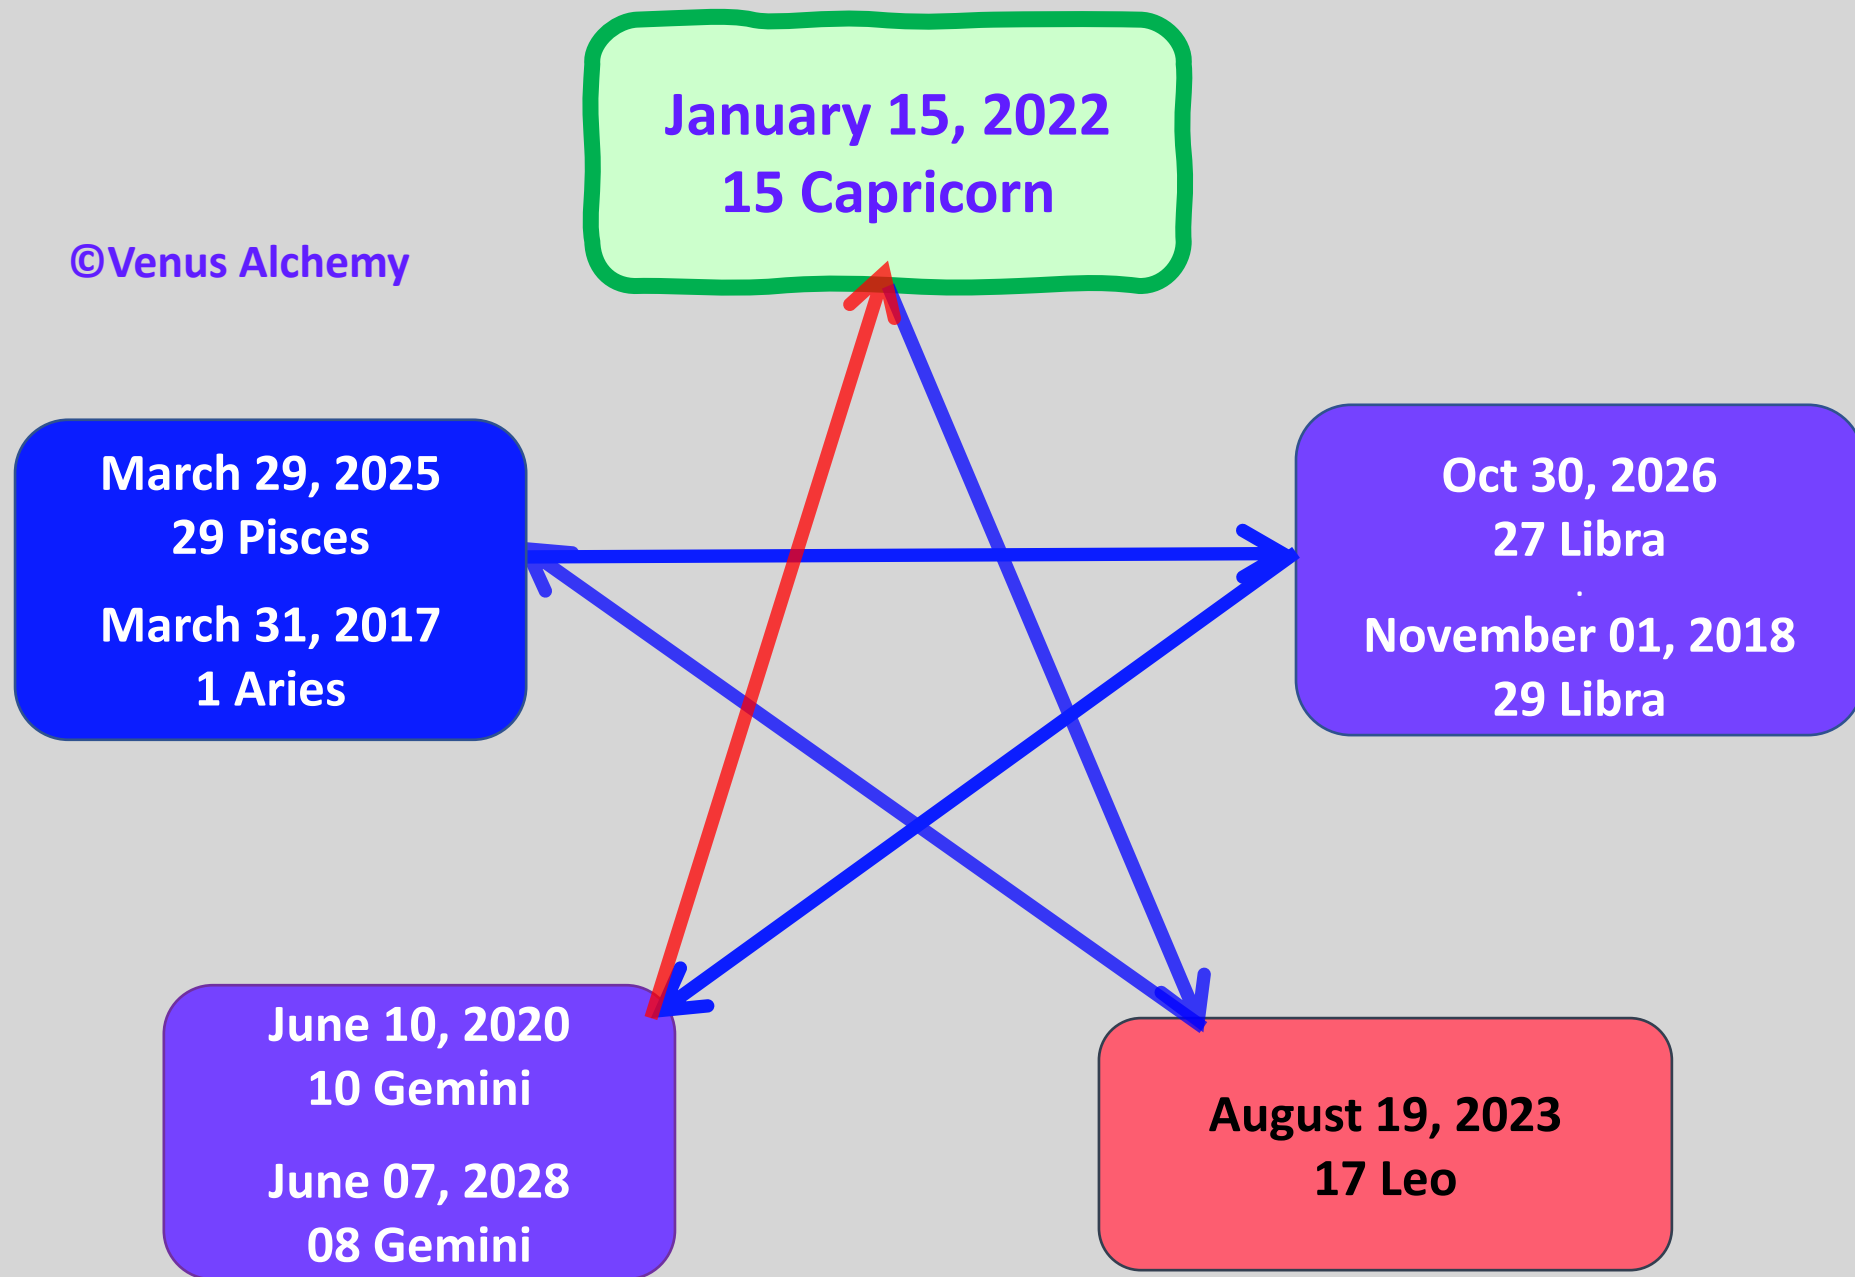 January 15, 2022
15 Capricorn
©Venus Alchemy
March 29, 2025
29 Pisces
March 31, 2017
1 Aries
Oct 30, 2026
27 Libra
.
November 01, 2018
29 Libra
June 10, 2020
10 Gemini
June 07, 2028
08 Gemini
August 19, 2023
17 Leo